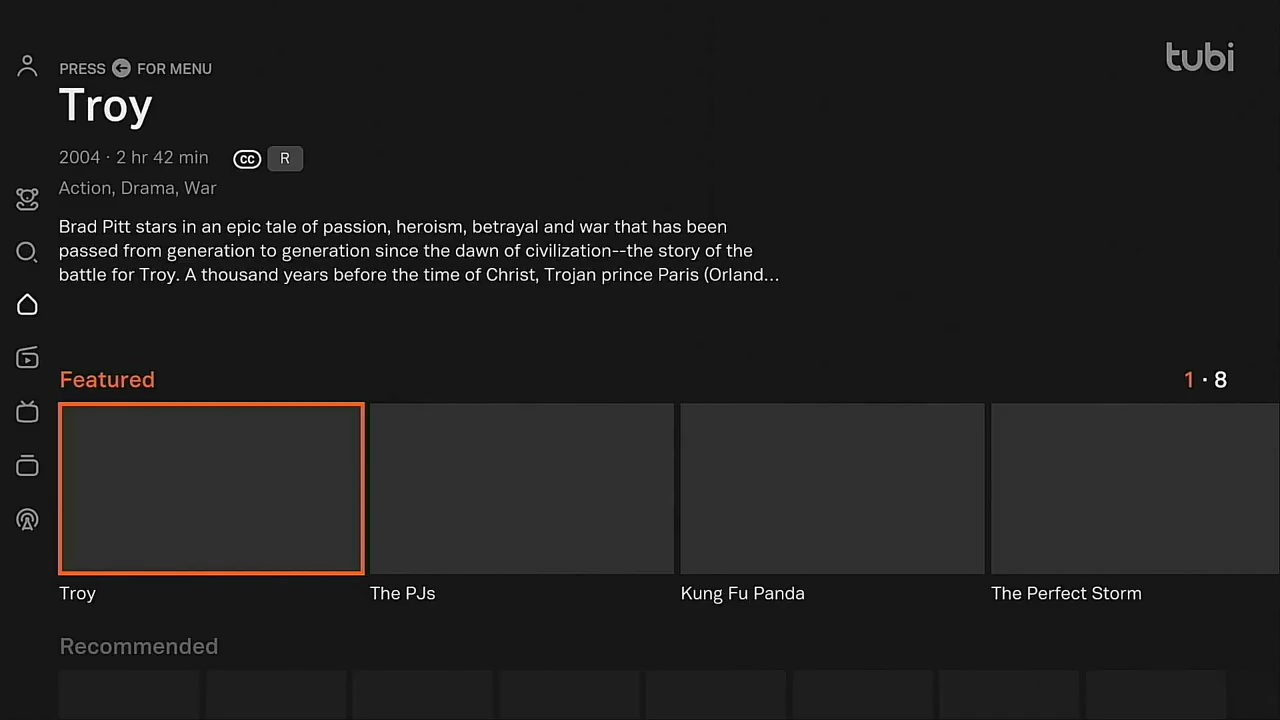 PRESS FOR MENU
tubi
Troy
2004 · 2 hr 42 min CC R
Action, Drama, War
Brad Pitt stars in an epic tale of passion, heroism, betrayal and war that has been
passed from generation to generation since the dawn of civilization--the story of the
battle for Troy. A thousand years before the time of Christ, Trojan prince Paris (Orland...
Featured
1 · 8
Troy
The PJs
Kung Fu Panda
The Perfect Storm
Recommended